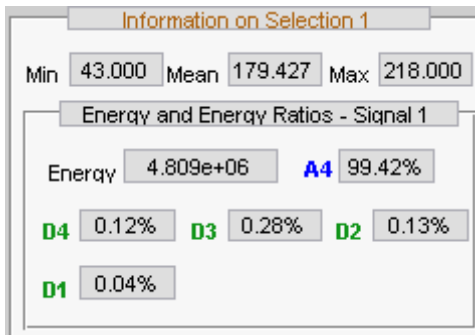 Information on Selection 1
Min 43.000 Mean 179.427 Max 218.000
Energy and Energy Ratios - Signal 1
Energy 4.809e+06 A4 99.42%
D4 0.12% D3 0.28% D2 0.13%
D1 0.04%